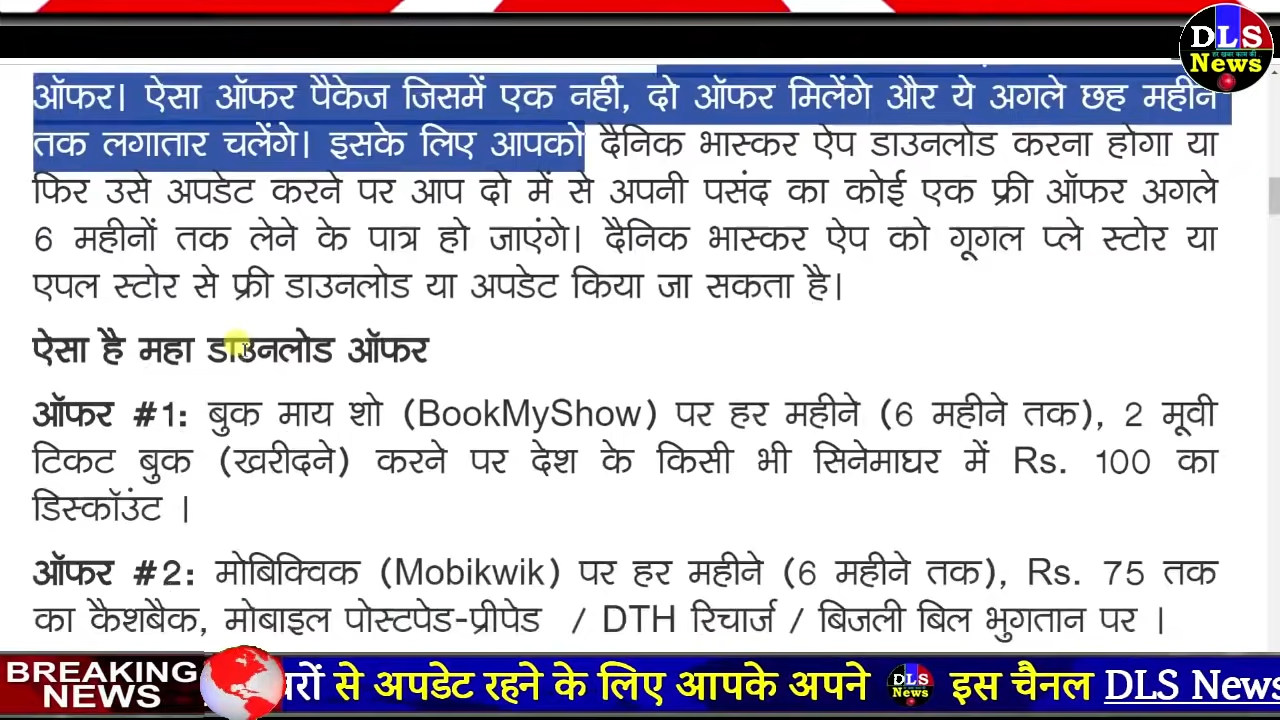 DLS
News
ऑफर। ऐसा ऑफर पैकेज जिसमें एक नहीं, दो ऑफर मिलेंगे और ये अगले छह महीने
तक लगातार चलेंगे। इसके लिए आपको दैनिक भास्कर ऐप डाउनलोड करना होगा या
फिर उसे अपडेट करने पर आप दो में से अपनी पसंद का कोई एक फ्री ऑफर अगले
6 महीनों तक लेने के पात्र हो जाएंगे। दैनिक भास्कर ऐप को गूगल प्ले स्टोर या
एपल स्टोर से फ्री डाउनलोड या अपडेट किया जा सकता है।
ऐसा है महा डाउनलोड ऑफर
ऑफर #1: बुक माय शो (BookMyShow) पर हर महीने (6 महीने तक), 2 मूवी
टिकट बुक (खरीदने) करने पर देश के किसी भी सिनेमाघर में Rs. 100 का
डिस्कॉउंट ।
ऑफर #2: मोबिक्विक (Mobikwik) पर हर महीने (6 महीने तक), Rs. 75 तक
का कैशबैक, मोबाइल पोस्टपेड-प्रीपेड / DTH रिचार्ज / बिजली बिल भुगतान पर ।
BREAKING
NEWS
बरों से अपडेट रहने के लिए आपके अपने DLS News इस चैनल DLS News